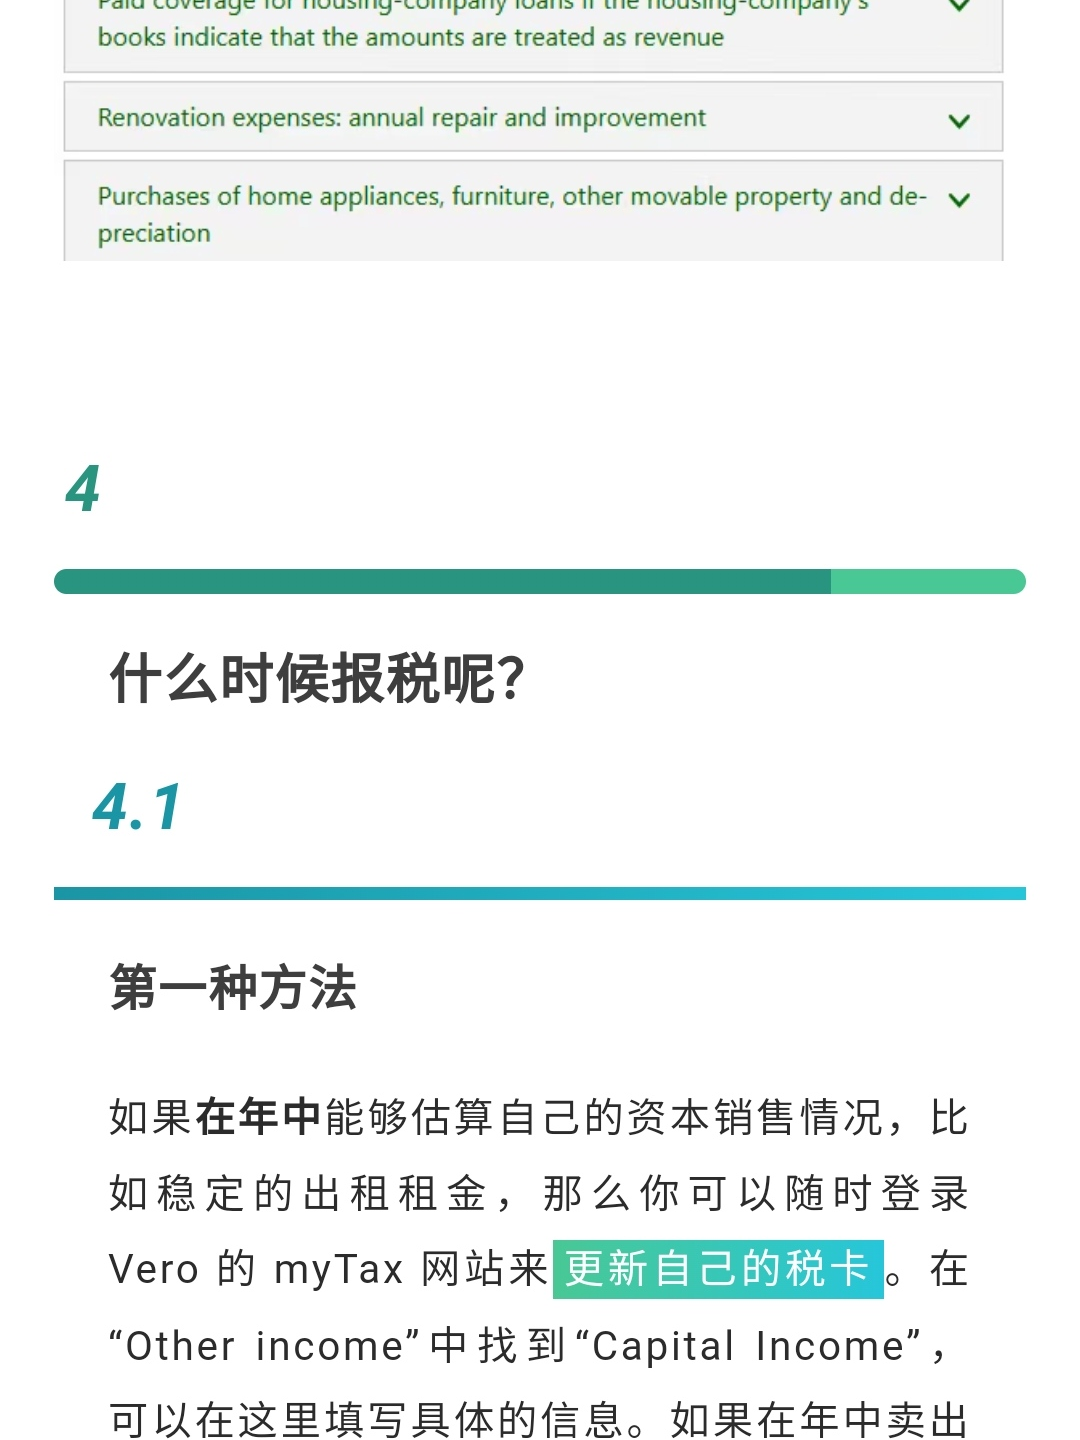 Paid coverage for housing-company loans if the housing-company's
books indicate that the amounts are treated as revenue
Renovation expenses: annual repair and improvement
Purchases of home appliances, furniture, other movable property and de-
preciation
4
什么时候报税呢?
4.1
第一种方法
如果在年中能够估算自己的资本销售情况，比
如稳定的出租租金，那么你可以随时登录
Vero 的 myTax 网站来更新自己的税卡。在
“Other income”中找到“Capital Income”，
可以在这里填写具体的信息。如果在年中卖出